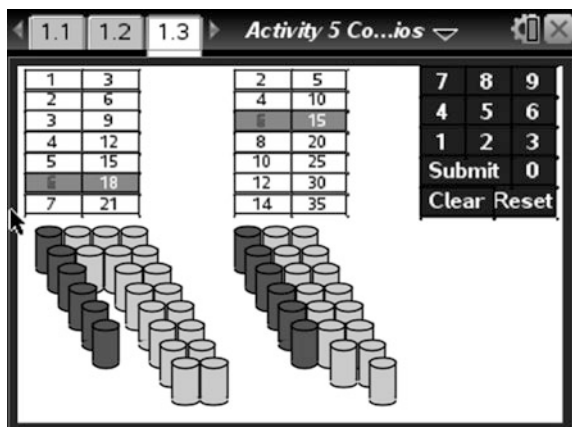 1.1 1.2 1.3 Activity 5 Co...ios
1 3 2 5 7 8 9
2 6 4 10 4 5 6
3 9 6 15 1 2 3
4 12 8 20 Submit 0
5 15 10 25 Clear Reset
6 18 12 30
7 21 14 35